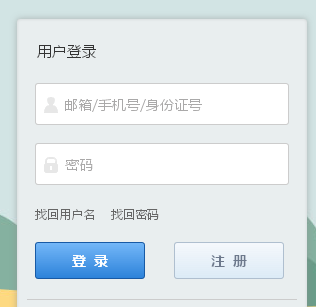 用户登录
邮箱/手机号/身份证号
密码
找回用户名 找回密码
登 录 注 册